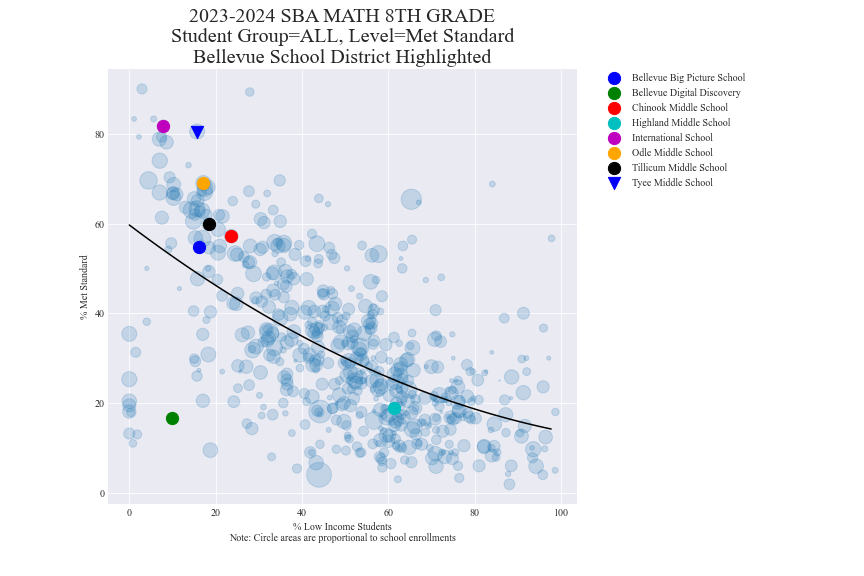 2023-2024 SBA MATH 8TH GRADE
Student Group=ALL, Level=Met Standard
Bellevue School District Highlighted
Bellevue Big Picture School
Bellevue Digital Discovery
Chinook Middle School
Highland Middle School
International School
Odle Middle School
Tillicum Middle School
Tyee Middle School
% Met Standard
80
60
40
20
0
0 20 40 60 80 100
% Low Income Students
Note: Circle areas are proportional to school enrollments